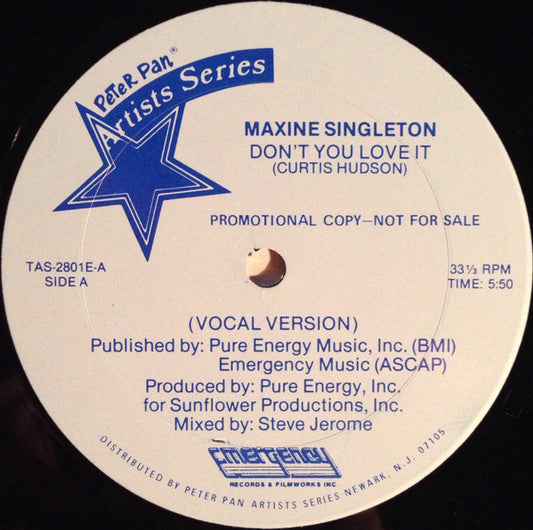 PETER PAN®
Artists Series
MAXINE SINGLETON
DON'T YOU LOVE IT
(CURTIS HUDSON)
PROMOTIONAL COPY—NOT FOR SALE
TAS-2801E-A
SIDE A
33⅓ RPM
TIME: 5:50
(VOCAL VERSION)
Published by: Pure Energy Music, Inc. (BMI)
Emergency Music (ASCAP)
Produced by: Pure Energy, Inc.
for Sunflower Productions, Inc.
Mixed by: Steve Jerome
Emergency
RECORDS & FILMWORKS INC
DISTRIBUTED BY PETER PAN ARTISTS SERIES NEWARK, N.J. 07105